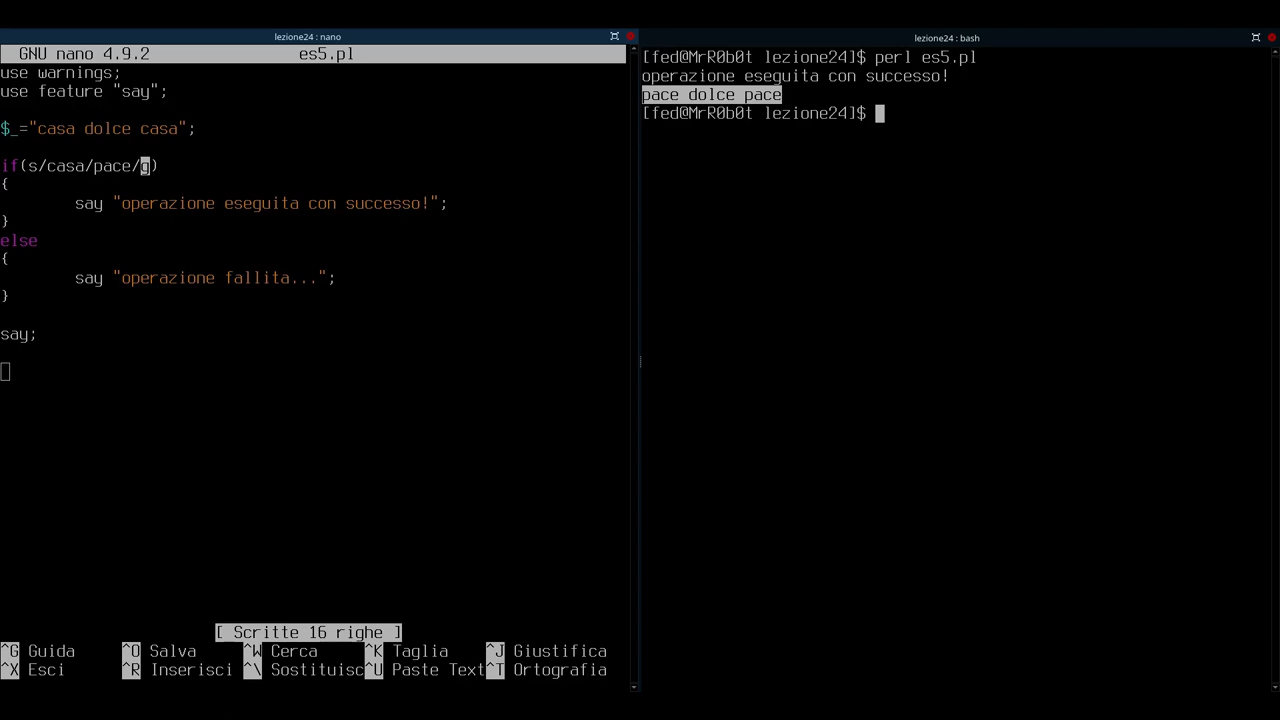 lezione24 : nano
GNU nano 4.9.2 es5.pl
use warnings;
use feature "say";
$_="casa dolce casa";
if(s/casa/pace/g)
{
say "operazione eseguita con successo!";
}
else
{
say "operazione fallita...";
}
say;
[ Scritte 16 righe ]
^G Guida ^O Salva ^W Cerca ^K Taglia ^J Giustifica
^X Esci ^R Inserisci ^\ Sostituisc^U Paste Text^T Ortografia
lezione24 : bash
[fed@MrR0b0t lezione24]$ perl es5.pl
operazione eseguita con successo!
pace dolce pace
[fed@MrR0b0t lezione24]$